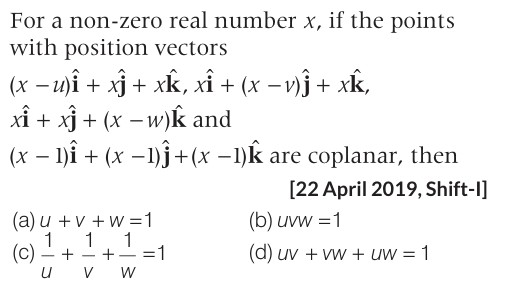 For a non-zero real number x, if the points
with position vectors
(x – u)î + xĵ + xk̂, xî + (x – v)ĵ + xk̂,
xî + xĵ + (x – w)k̂ and
(x – 1)î + (x –1)ĵ+(x –1)k̂ are coplanar, then
[22 April 2019, Shift-I]
(a) u + v + w =1 (b) uvw =1
(c) 1/u + 1/v + 1/w =1 (d) uv + vw + uw = 1